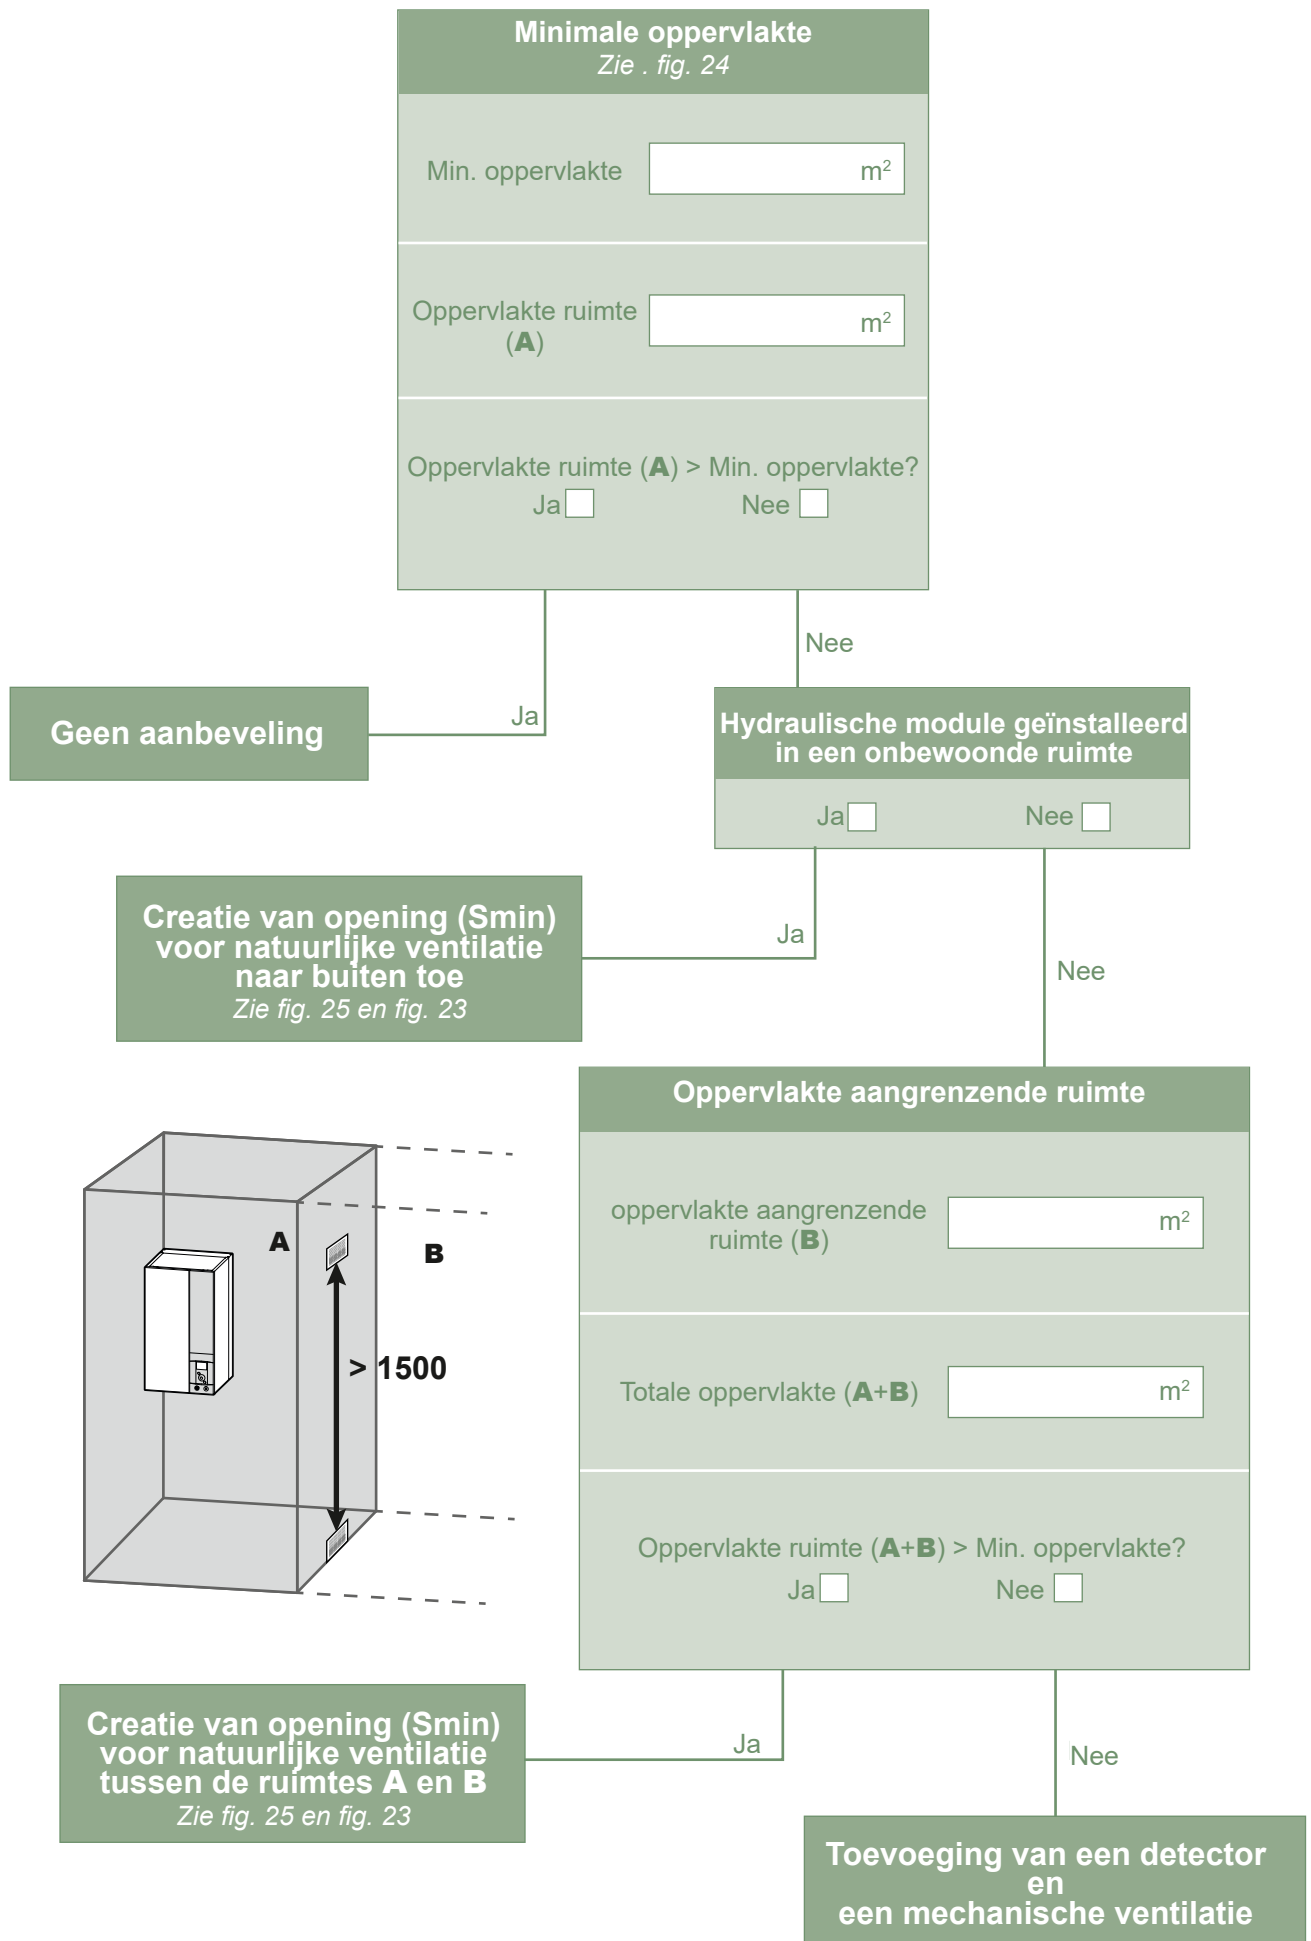 Minimale oppervlakte
Zie . fig. 24
Min. oppervlakte
m²
Oppervlakte ruimte
(A)
m²
Oppervlakte ruimte (A) > Min. oppervlakte?
Ja
Nee
Nee
Ja
Geen aanbeveling
Hydraulische module geïnstalleerd
in een onbewoonde ruimte
Ja
Nee
Creatie van opening (Smin)
voor natuurlijke ventilatie
naar buiten toe
Zie fig. 25 en fig. 23
Ja
Nee
Oppervlakte aangrenzende ruimte
oppervlakte aangrenzende
ruimte (B)
m²
Totale oppervlakte (A+B)
m²
Oppervlakte ruimte (A+B) > Min. oppervlakte?
Ja
Nee
A
B
> 1500
Creatie van opening (Smin)
voor natuurlijke ventilatie
tussen de ruimtes A en B
Zie fig. 25 en fig. 23
Ja
Nee
Toevoeging van een detector
en
een mechanische ventilatie